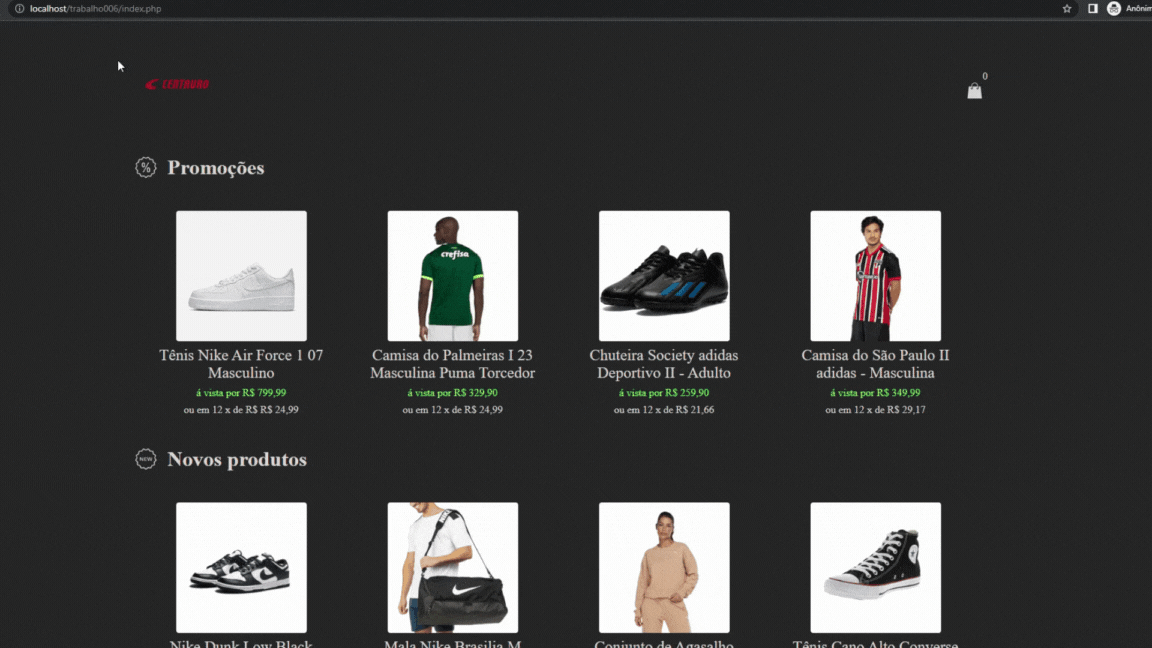 localhost/trabalho006/index.php
Anônim
CENTAURO
0
%
Promoções
crefisa
Tênis Nike Air Force 1 07
Masculino
á vista por R$ 799,99
ou em 12 x de R$ R$ 24,99
Camisa do Palmeiras I 23
Masculina Puma Torcedor
á vista por R$ 329,90
ou em 12 x de R$ 24,99
Chuteira Society adidas
Deportivo II - Adulto
á vista por R$ 259,90
ou em 12 x de R$ 21,66
Camisa do São Paulo II
adidas - Masculina
á vista por R$ 349,99
ou em 12 x de R$ 29,17
NEW
Novos produtos
Nike Dunk Low Black
Mala Nike Brasilia M
Conjunto de Agasalho
Tênis Cano Alto Converse